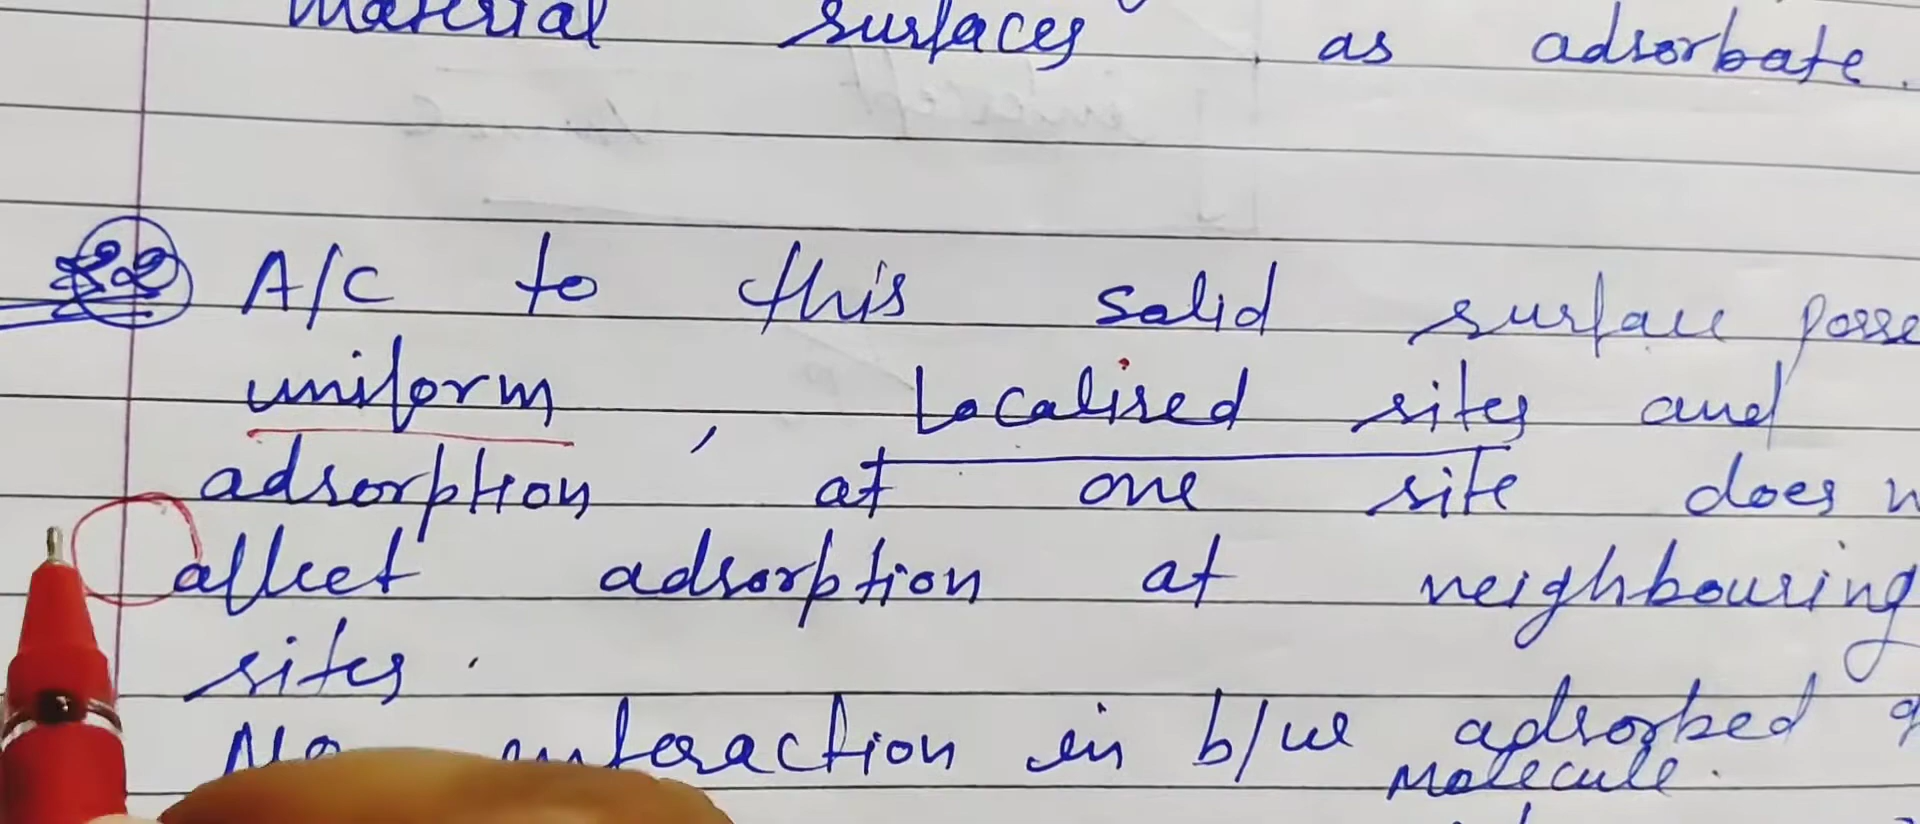 Material surfaces as adsorbate.
A/C to this solid surface posse
uniform, Localised sites and
adsorption at one site does n
affect adsorption at neighbouring
sites.
No interaction in b/w adsorbed
Molecule.